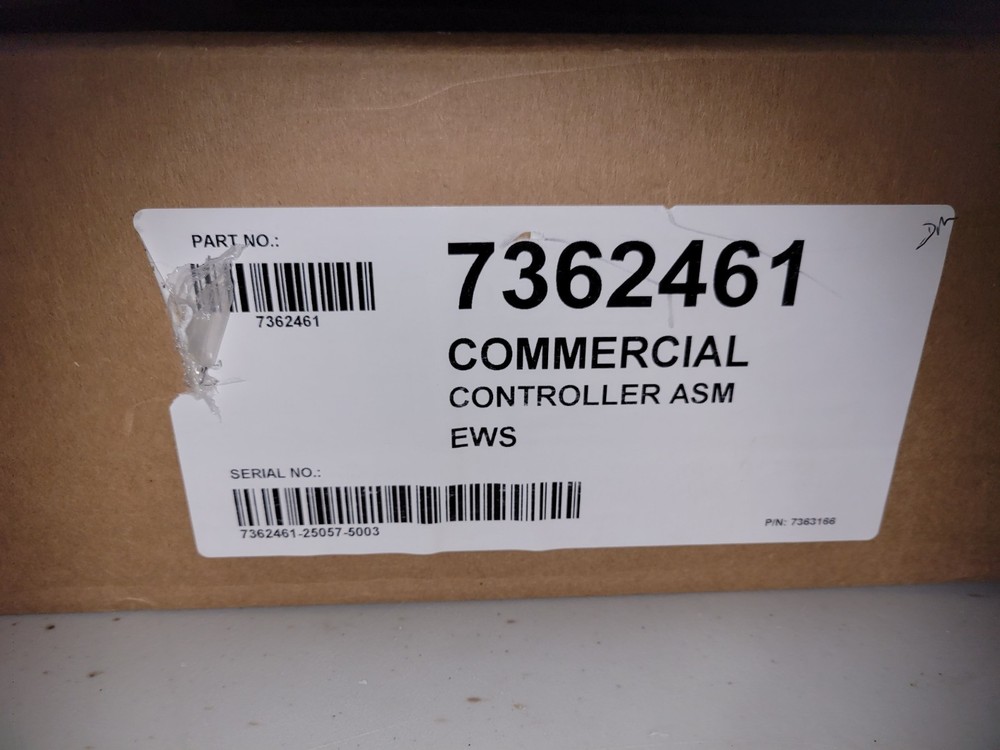 PART NO.:
7362461
7362461
COMMERCIAL
CONTROLLER ASM
EWS
SERIAL NO.:
7362461-25057-5003
P/N: 7363166